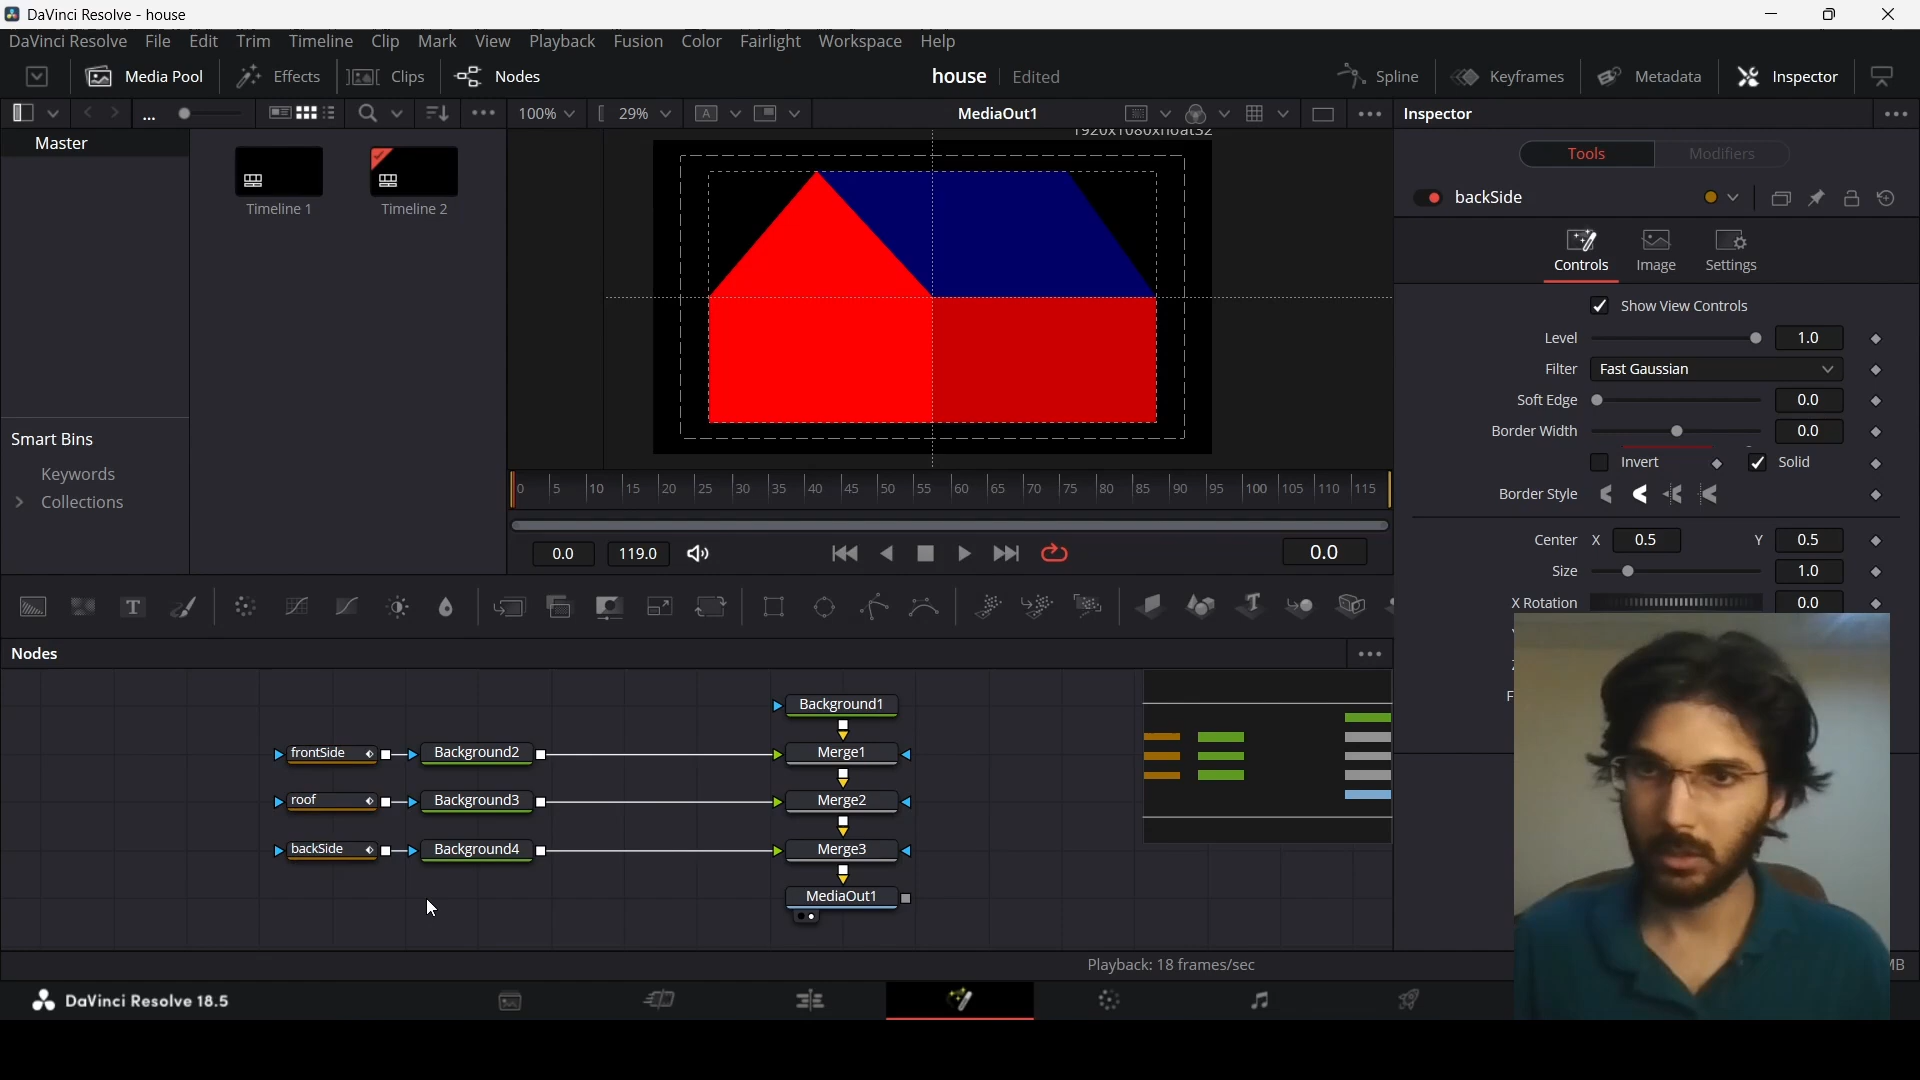 DaVinci Resolve - house
DaVinci Resolve File Edit Trim Timeline Clip Mark View Playback Fusion Color Fairlight Workspace Help
Media Pool Effects Clips Nodes house Edited Spline Keyframes Metadata Inspector
... 100% 29% A MediaOut1 Inspector
Master
1920x1080xfloat32
Timeline 1 Timeline 2
Tools Modifiers
backSide
Controls Image Settings
Show View Controls
Level 1.0
Filter Fast Gaussian
Soft Edge 0.0
Border Width 0.0
Invert Solid
Border Style
Center X 0.5 Y 0.5
Size 1.0
X Rotation 0.0
Smart Bins
Keywords
Collections
0 5 10 15 20 25 30 35 40 45 50 55 60 65 70 75 80 85 90 95 100 105 110 115
0.0 119.0 0.0
T
Nodes
Background1
frontSide Background2 Merge1
roof Background3 Merge2
backSide Background4 Merge3
MediaOut1
Playback: 18 frames/sec
MB
DaVinci Resolve 18.5